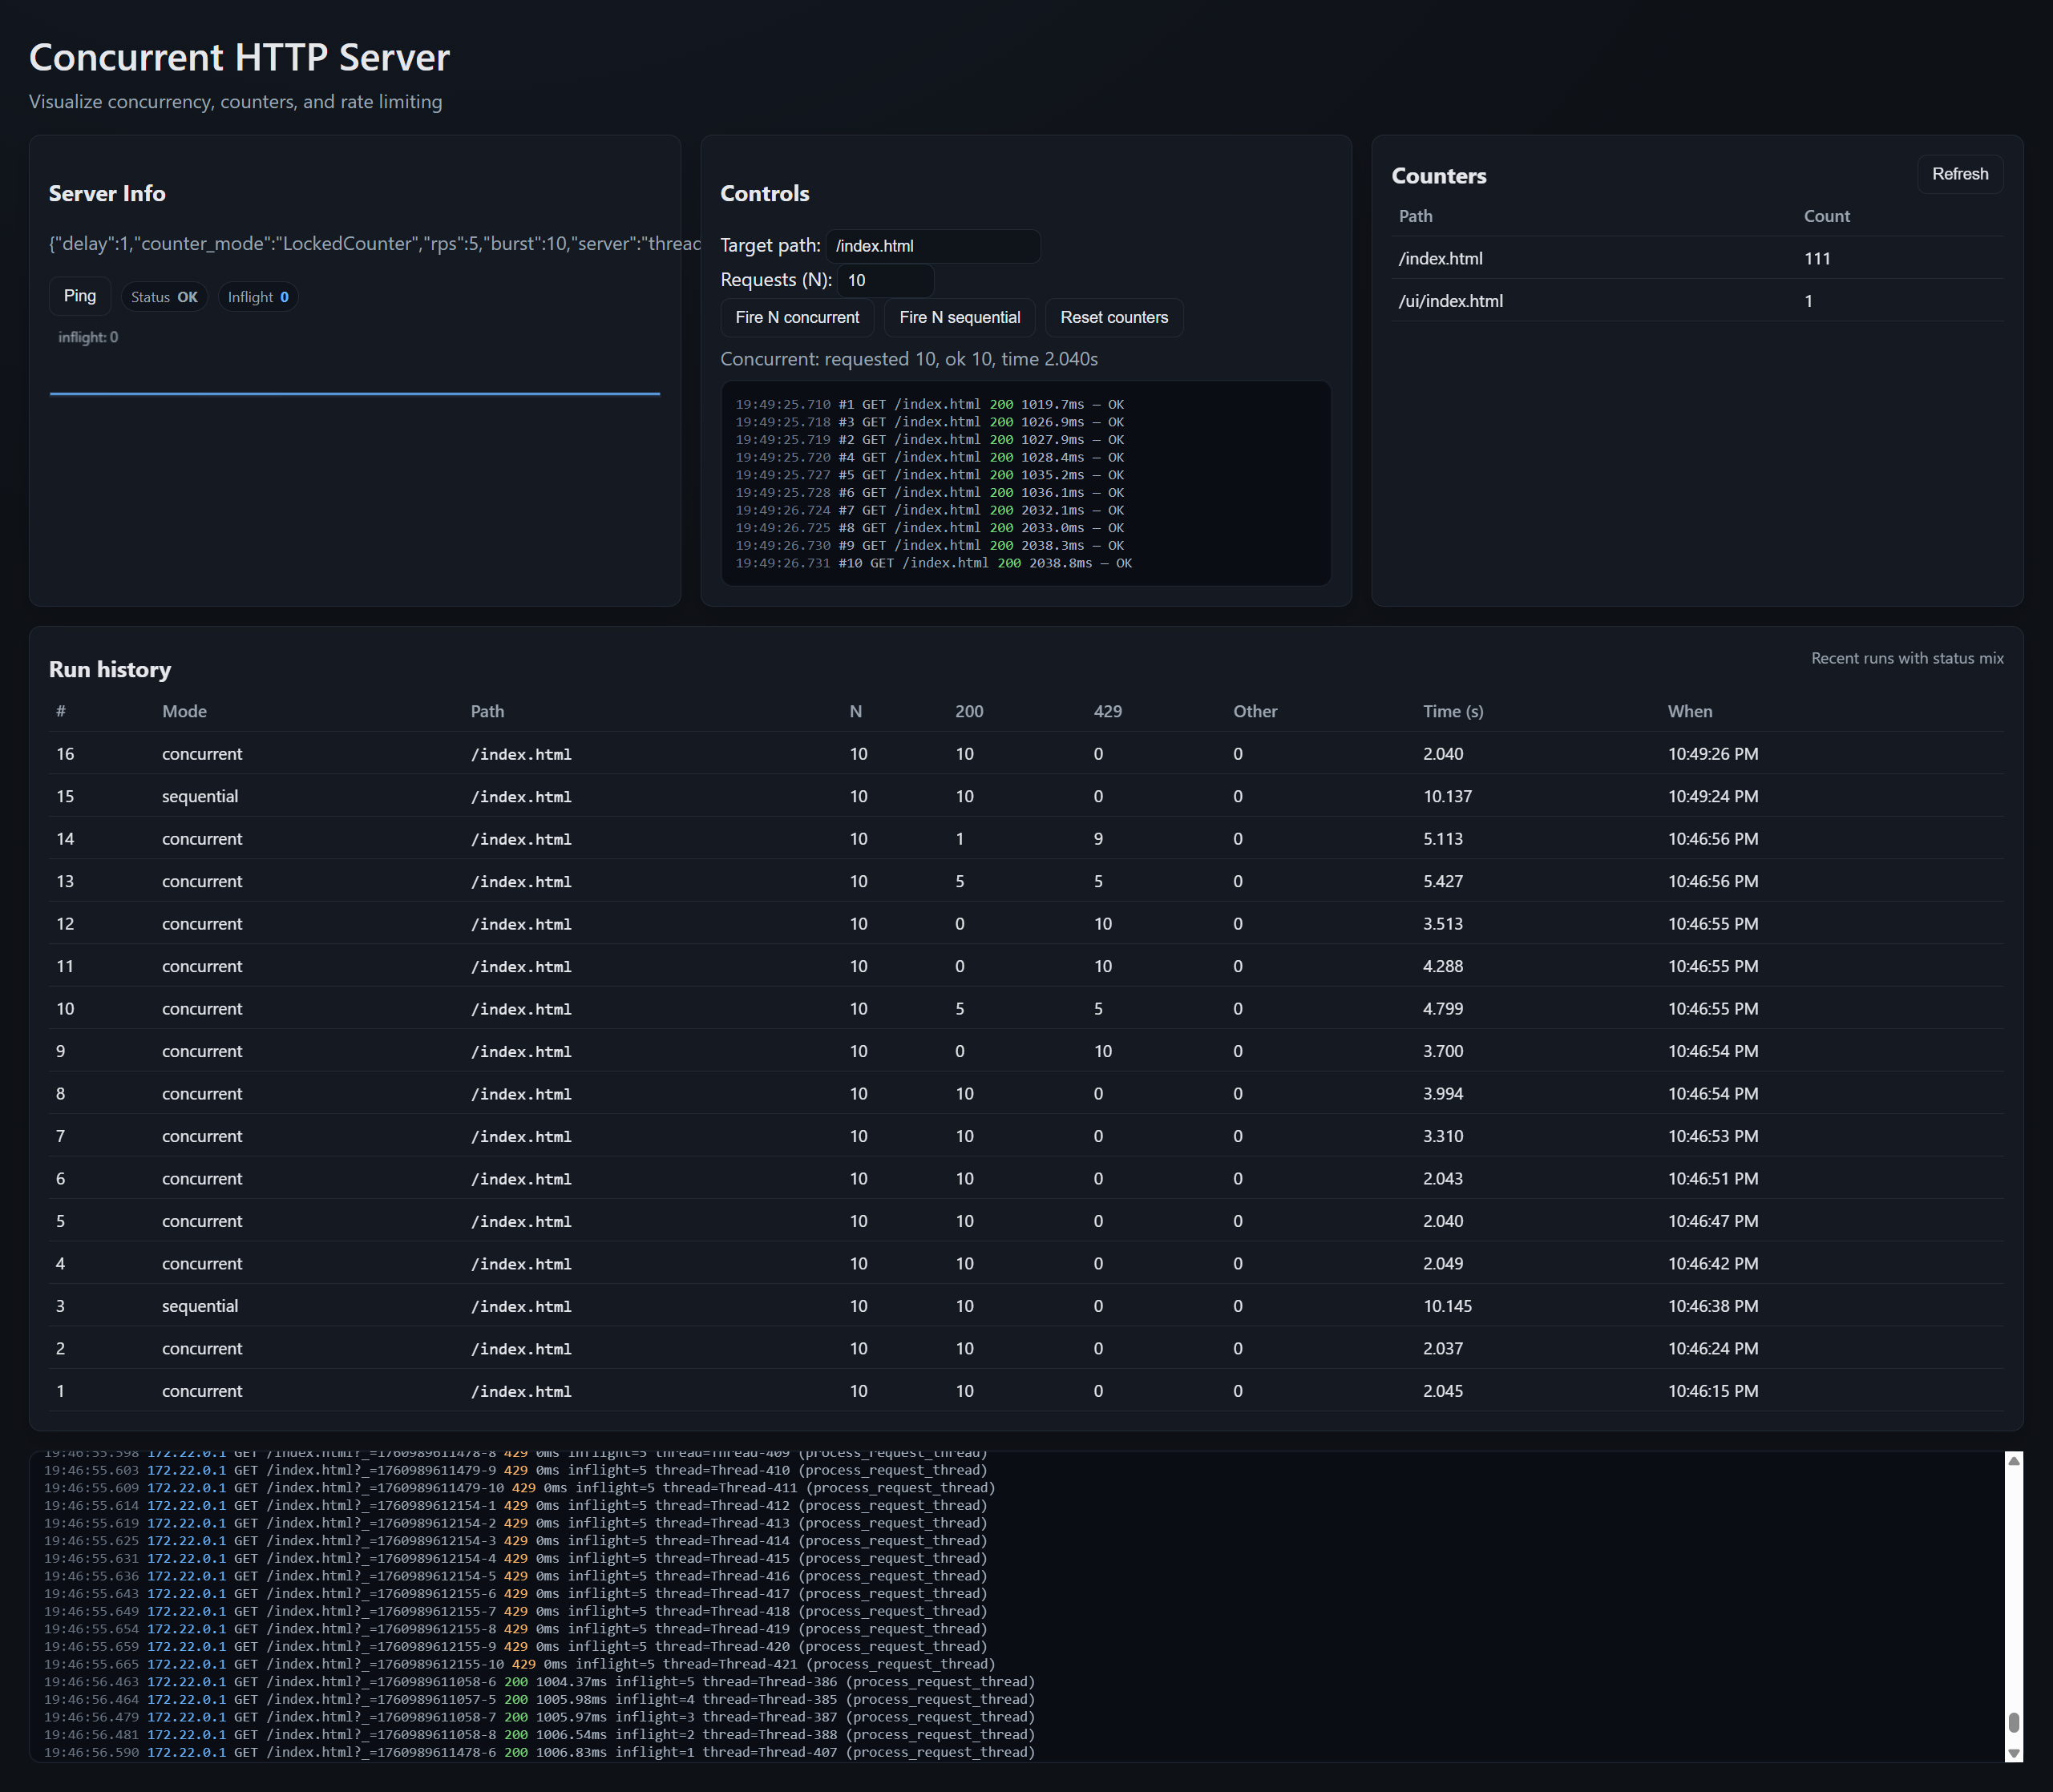 Concurrent HTTP Server
Visualize concurrency, counters, and rate limiting
Server Info
{"delay":1,"counter_mode":"LockedCounter","rps":5,"burst":10,"server":"thread
Ping Status OK Inflight 0
inflight: 0
Controls
Target path: /index.html
Requests (N): 10
Fire N concurrent Fire N sequential Reset counters
Concurrent: requested 10, ok 10, time 2.040s
19:49:25.710 #1 GET /index.html 200 1019.7ms — OK
19:49:25.718 #3 GET /index.html 200 1026.9ms — OK
19:49:25.719 #2 GET /index.html 200 1027.9ms — OK
19:49:25.720 #4 GET /index.html 200 1028.4ms — OK
19:49:25.727 #5 GET /index.html 200 1035.2ms — OK
19:49:25.728 #6 GET /index.html 200 1036.1ms — OK
19:49:26.724 #7 GET /index.html 200 2032.1ms — OK
19:49:26.725 #8 GET /index.html 200 2033.0ms — OK
19:49:26.730 #9 GET /index.html 200 2038.3ms — OK
19:49:26.731 #10 GET /index.html 200 2038.8ms — OK
Counters Refresh
Path Count
/index.html 111
/ui/index.html 1
Run history Recent runs with status mix
# Mode Path N 200 429 Other Time (s) When
16 concurrent /index.html 10 10 0 0 2.040 10:49:26 PM
15 sequential /index.html 10 10 0 0 10.137 10:49:24 PM
14 concurrent /index.html 10 1 9 0 5.113 10:46:56 PM
13 concurrent /index.html 10 5 5 0 5.427 10:46:56 PM
12 concurrent /index.html 10 0 10 0 3.513 10:46:55 PM
11 concurrent /index.html 10 0 10 0 4.288 10:46:55 PM
10 concurrent /index.html 10 5 5 0 4.799 10:46:55 PM
9 concurrent /index.html 10 0 10 0 3.700 10:46:54 PM
8 concurrent /index.html 10 10 0 0 3.994 10:46:54 PM
7 concurrent /index.html 10 10 0 0 3.310 10:46:53 PM
6 concurrent /index.html 10 10 0 0 2.043 10:46:51 PM
5 concurrent /index.html 10 10 0 0 2.040 10:46:47 PM
4 concurrent /index.html 10 10 0 0 2.049 10:46:42 PM
3 sequential /index.html 10 10 0 0 10.145 10:46:38 PM
2 concurrent /index.html 10 10 0 0 2.037 10:46:24 PM
1 concurrent /index.html 10 10 0 0 2.045 10:46:15 PM
19:46:55.598 172.22.0.1 GET /index.html?_=1760989611478-8 429 0ms inflight=5 thread=Thread-409 (process_request_thread)
19:46:55.603 172.22.0.1 GET /index.html?_=1760989611479-9 429 0ms inflight=5 thread=Thread-410 (process_request_thread)
19:46:55.609 172.22.0.1 GET /index.html?_=1760989611479-10 429 0ms inflight=5 thread=Thread-411 (process_request_thread)
19:46:55.614 172.22.0.1 GET /index.html?_=1760989612154-1 429 0ms inflight=5 thread=Thread-412 (process_request_thread)
19:46:55.619 172.22.0.1 GET /index.html?_=1760989612154-2 429 0ms inflight=5 thread=Thread-413 (process_request_thread)
19:46:55.625 172.22.0.1 GET /index.html?_=1760989612154-3 429 0ms inflight=5 thread=Thread-414 (process_request_thread)
19:46:55.631 172.22.0.1 GET /index.html?_=1760989612154-4 429 0ms inflight=5 thread=Thread-415 (process_request_thread)
19:46:55.636 172.22.0.1 GET /index.html?_=1760989612154-5 429 0ms inflight=5 thread=Thread-416 (process_request_thread)
19:46:55.643 172.22.0.1 GET /index.html?_=1760989612155-6 429 0ms inflight=5 thread=Thread-417 (process_request_thread)
19:46:55.649 172.22.0.1 GET /index.html?_=1760989612155-7 429 0ms inflight=5 thread=Thread-418 (process_request_thread)
19:46:55.654 172.22.0.1 GET /index.html?_=1760989612155-8 429 0ms inflight=5 thread=Thread-419 (process_request_thread)
19:46:55.659 172.22.0.1 GET /index.html?_=1760989612155-9 429 0ms inflight=5 thread=Thread-420 (process_request_thread)
19:46:55.665 172.22.0.1 GET /index.html?_=1760989612155-10 429 0ms inflight=5 thread=Thread-421 (process_request_thread)
19:46:56.463 172.22.0.1 GET /index.html?_=1760989611058-6 200 1004.37ms inflight=5 thread=Thread-386 (process_request_thread)
19:46:56.464 172.22.0.1 GET /index.html?_=1760989611057-5 200 1005.98ms inflight=4 thread=Thread-385 (process_request_thread)
19:46:56.479 172.22.0.1 GET /index.html?_=1760989611058-7 200 1005.97ms inflight=3 thread=Thread-387 (process_request_thread)
19:46:56.481 172.22.0.1 GET /index.html?_=1760989611058-8 200 1006.54ms inflight=2 thread=Thread-388 (process_request_thread)
19:46:56.590 172.22.0.1 GET /index.html?_=1760989611478-6 200 1006.83ms inflight=1 thread=Thread-407 (process_request_thread)